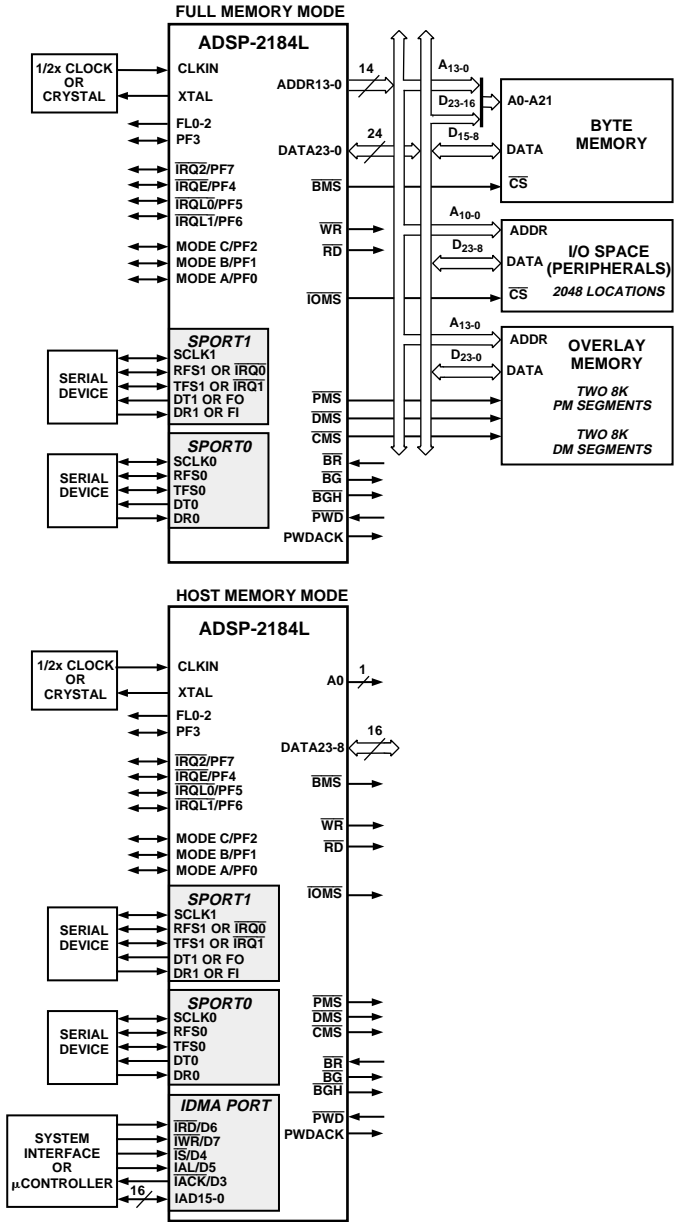 FULL MEMORY MODE
ADSP-2184L
1/2x CLOCK
OR
CRYSTAL
CLKIN
XTAL
FL0-2
PF3
IRQ2/PF7
IRQE/PF4
IRQL0/PF5
IRQL1/PF6
MODE C/PF2
MODE B/PF1
MODE A/PF0
SPORT1
SCLK1
RFS1 OR IRQ0
TFS1 OR IRQ1
DT1 OR FO
DR1 OR FI
SERIAL
DEVICE
SPORT0
SCLK0
RFS0
TFS0
DT0
DR0
SERIAL
DEVICE
ADDR13-0
14
DATA23-0
24
BMS
WR
RD
IOMS
PMS
DMS
CMS
BR
BG
BGH
PWD
PWDACK
A13-0
D23-16
D15-8
A0-A21
DATA
CS
BYTE
MEMORY
A10-0
D23-8
ADDR
DATA
CS
I/O SPACE
(PERIPHERALS)
2048 LOCATIONS
A13-0
D23-0
ADDR
DATA
OVERLAY
MEMORY
TWO 8K
PM SEGMENTS
TWO 8K
DM SEGMENTS
HOST MEMORY MODE
ADSP-2184L
1/2x CLOCK
OR
CRYSTAL
CLKIN
XTAL
FL0-2
PF3
IRQ2/PF7
IRQE/PF4
IRQL0/PF5
IRQL1/PF6
MODE C/PF2
MODE B/PF1
MODE A/PF0
SPORT1
SCLK1
RFS1 OR IRQ0
TFS1 OR IRQ1
DT1 OR FO
DR1 OR FI
SERIAL
DEVICE
SPORT0
SCLK0
RFS0
TFS0
DT0
DR0
SERIAL
DEVICE
IDMA PORT
IRD/D6
IWR/D7
IS/D4
IAL/D5
IACK/D3
IAD15-0
16
SYSTEM
INTERFACE
OR
µCONTROLLER
A0
1
DATA23-8
16
BMS
WR
RD
IOMS
PMS
DMS
CMS
BR
BG
BGH
PWD
PWDACK